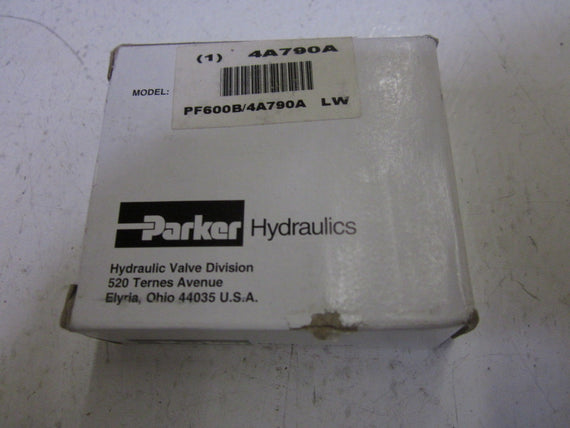 (1) 4A790A
MODEL:
PF600B/4A790A LW
Parker Hydraulics
Hydraulic Valve Division
520 Ternes Avenue
Elyria, Ohio 44035 U.S.A.